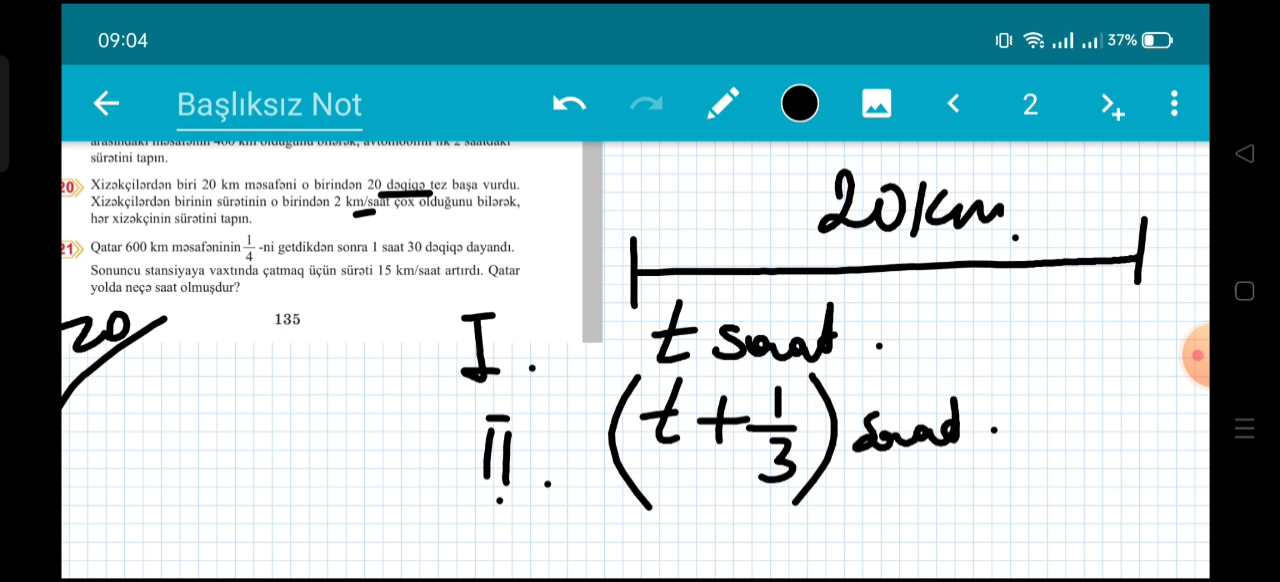 09:04
37%
Başlıksız Not
2
sürətini tapın.
20 Xizəkçilərdən biri 20 km məsafəni o birindən 20 dəqiqə tez başa vurdu.
Xizəkçilərdən birinin sürətinin o birindən 2 km/saat çox olduğunu bilərək,
hər xizəkçinin sürətini tapın.
21 Qatar 600 km məsafəninin 1/4 -ni getdikdən sonra 1 saat 30 dəqiqə dayandı.
Sonuncu stansiyaya vaxtında çatmaq üçün sürəti 15 km/saat artırdı. Qatar
yolda neçə saat olmuşdur?
135
20
20 km.
I. t saat.
II. (t+1/3) saat.